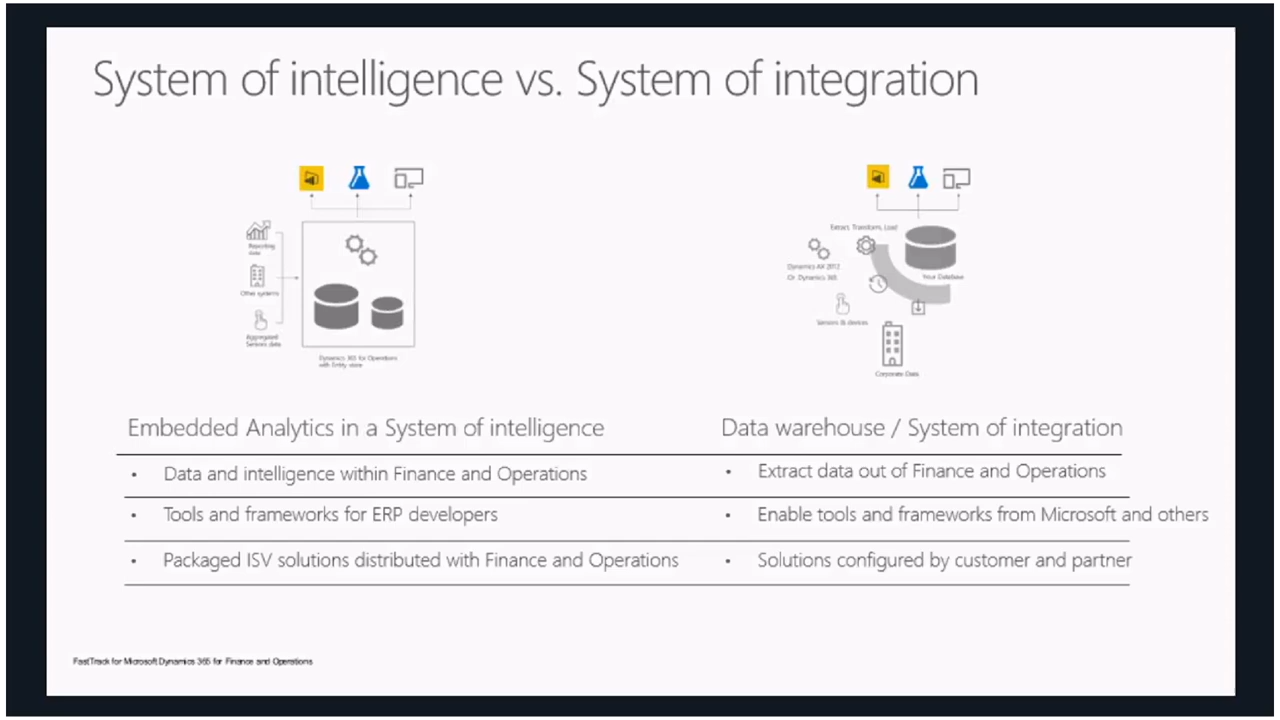 System of intelligence vs. System of integration
Reporting
data
Other systems
Aggregated
Sensors data
Dynamics 365 for Operations
with Entity store
Extract, Transform, Load
Dynamics AX 2012
Or Dynamics 365
Your Database
Sensors & devices
Corporate Data
Embedded Analytics in a System of intelligence
• Data and intelligence within Finance and Operations
• Tools and frameworks for ERP developers
• Packaged ISV solutions distributed with Finance and Operations
Data warehouse / System of integration
• Extract data out of Finance and Operations
• Enable tools and frameworks from Microsoft and others
• Solutions configured by customer and partner
FastTrack for Microsoft Dynamics 365 for Finance and Operations